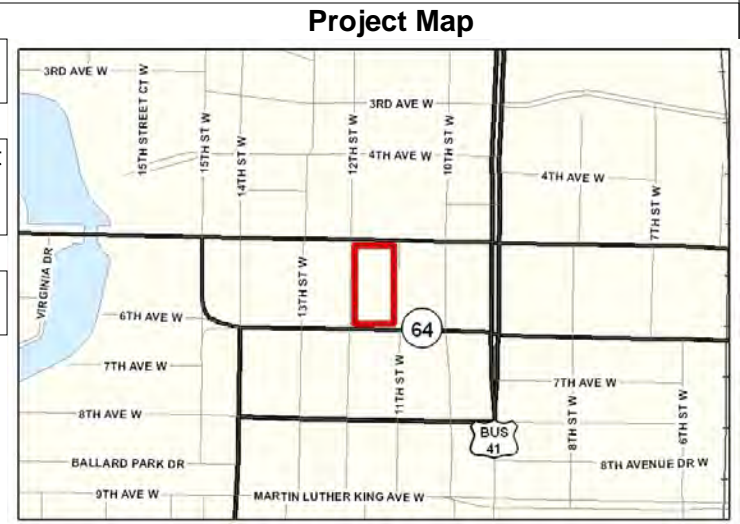 Project Map
3RD AVE W
15TH STREET CT W
15TH ST W
14TH ST W
12TH ST W
3RD AVE W
10TH ST W
4TH AVE W
4TH AVE W
7TH ST W
VIRGINIA DR
13TH ST W
6TH AVE W
64
7TH AVE W
11TH ST W
7TH AVE W
8TH AVE W
BUS
41
8TH ST W
6TH ST W
BALLARD PARK DR
8TH AVENUE DR W
9TH AVE W
MARTIN LUTHER KING AVE W